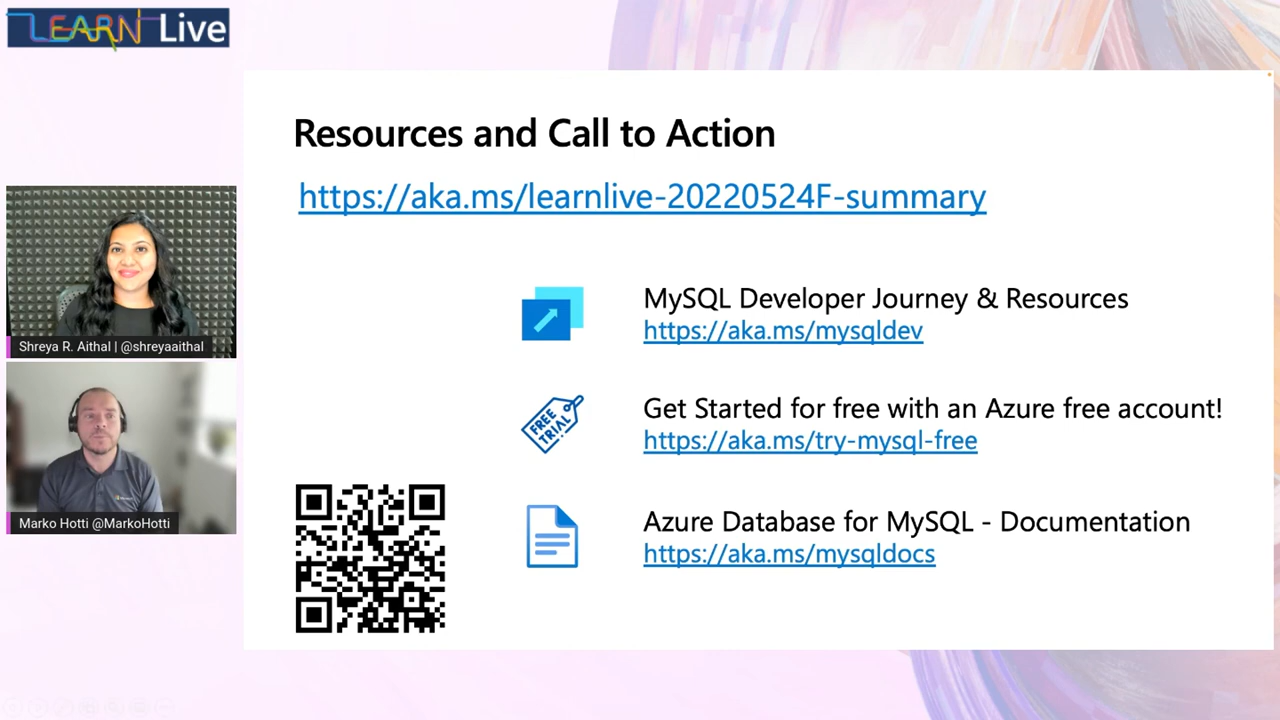 LEARN Live
Resources and Call to Action
https://aka.ms/learnlive-20220524F-summary
Shreya R. Aithal | @shreyaaithal
Marko Hotti @MarkoHotti
MySQL Developer Journey & Resources
https://aka.ms/mysqldev
FREE
TRIAL
Get Started for free with an Azure free account!
https://aka.ms/try-mysql-free
Azure Database for MySQL - Documentation
https://aka.ms/mysqldocs